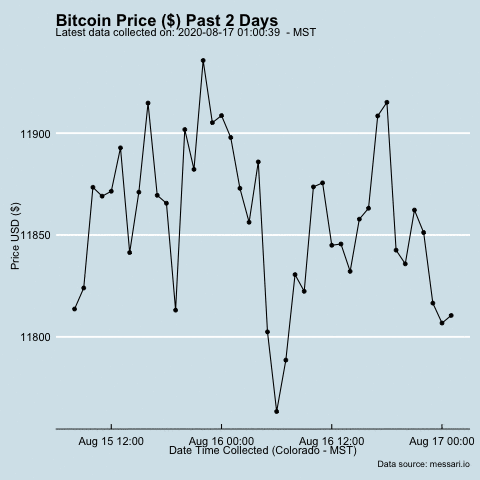 Bitcoin Price ($) Past 2 Days
Latest data collected on: 2020-08-17 01:00:39  - MST
11900
11850
11800
Price USD ($)
Aug 15 12:00
Aug 16 00:00
Aug 16 12:00
Aug 17 00:00
Date Time Collected (Colorado - MST)
Data source: messari.io